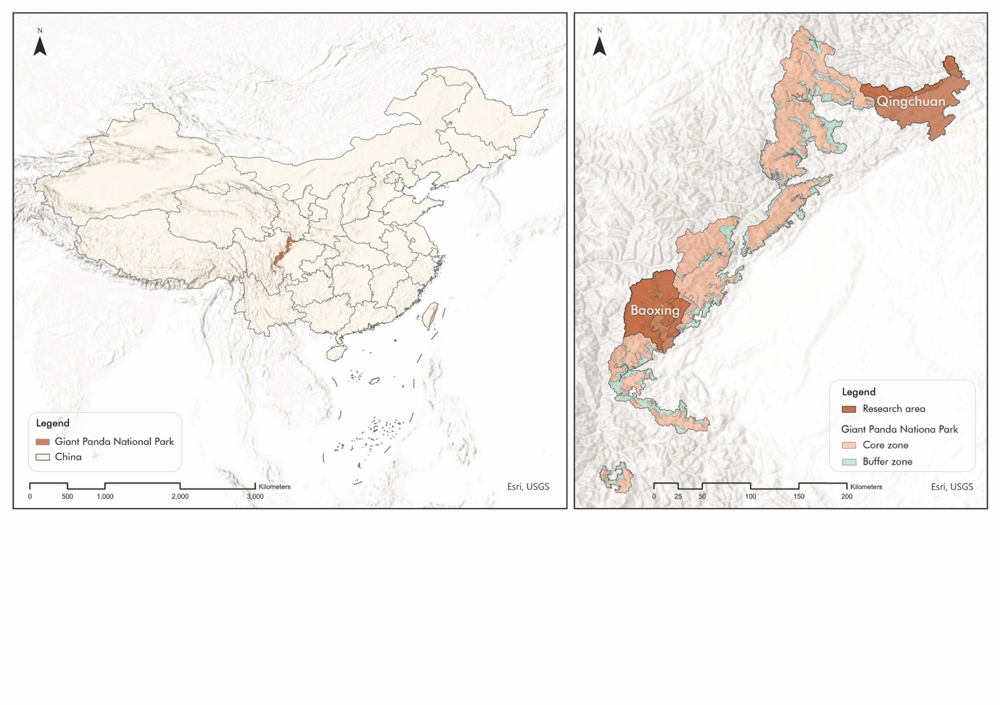 N
Legend
Giant Panda National Park
China
Kilometers
0 500 1,000 2,000 3,000
Esri, USGS
N
Qingchuan
Baoxing
Legend
Research area
Giant Panda Nationa Park
Core zone
Buffer zone
Kilometers
0 25 50 100 150 200
Esri, USGS